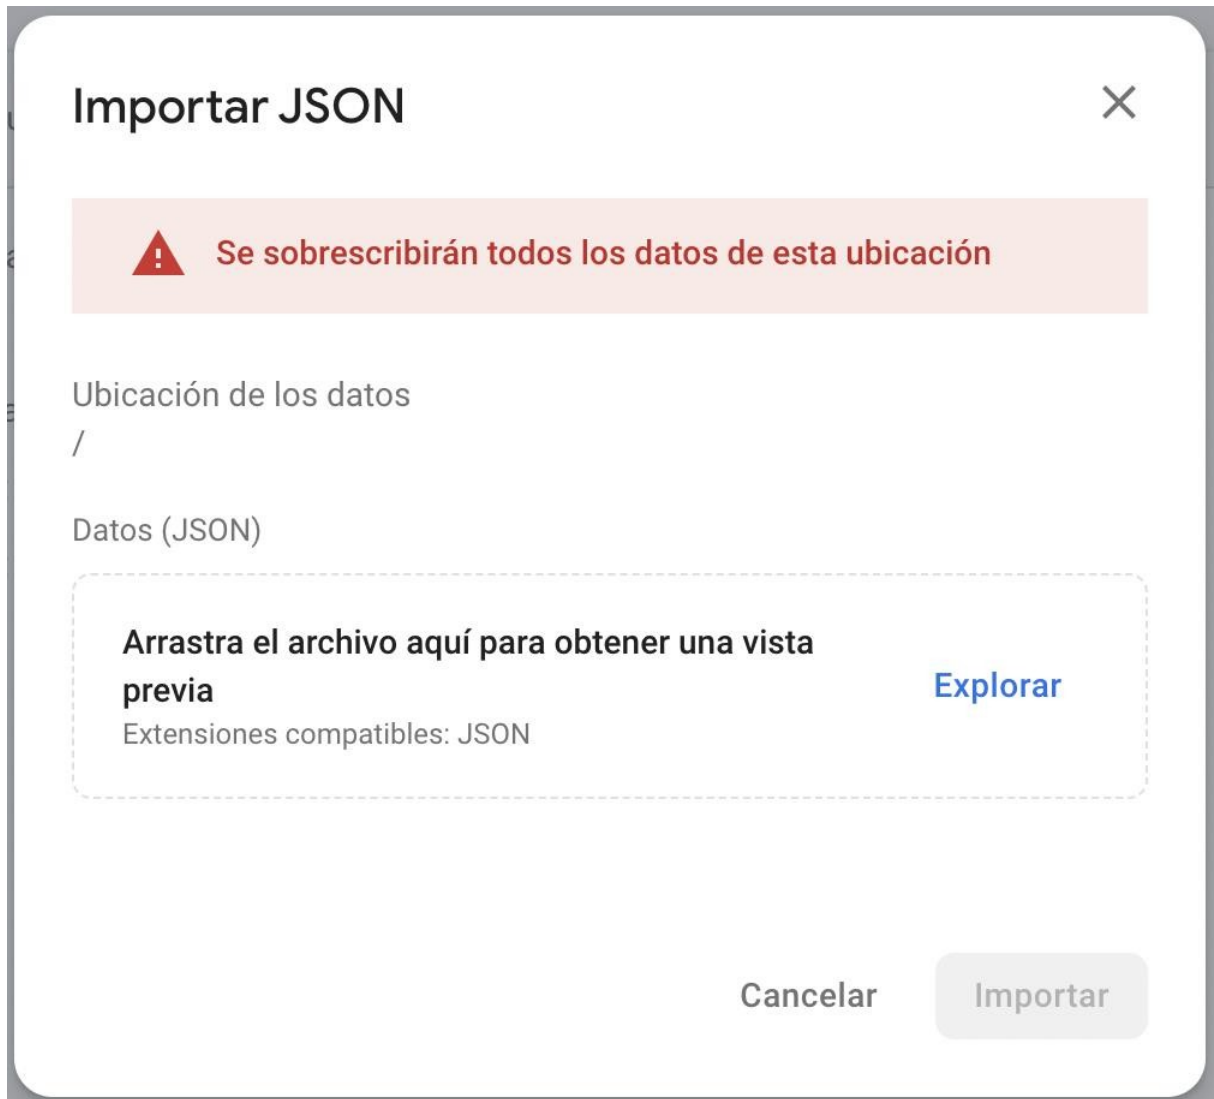 Importar JSON
Se sobrescribirán todos los datos de esta ubicación
Ubicación de los datos
/
Datos (JSON)
Arrastra el archivo aquí para obtener una vista
previa
Explorar
Extensiones compatibles: JSON
Cancelar
Importar